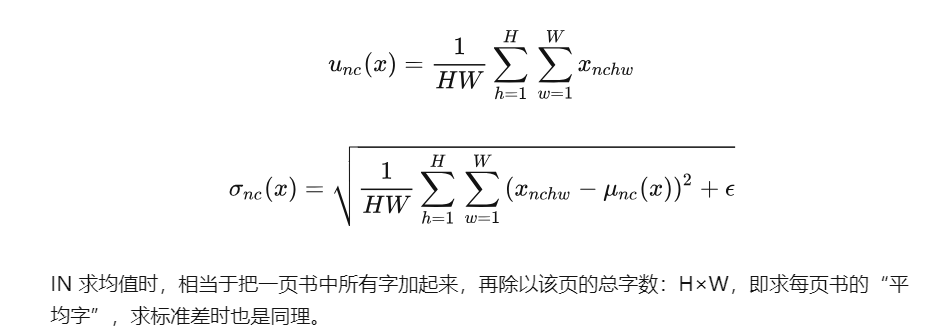 u_{nc}(x) = \frac{1}{HW} \sum_{h=1}^{H} \sum_{w=1}^{W} x_{nchw}
σ_{nc}(x) = \sqrt{\frac{1}{HW} \sum_{h=1}^{H} \sum_{w=1}^{W} (x_{nchw} − μ_{nc}(x))^2 + ϵ}
IN 求均值时，相当于把一页书中所有字加起来，再除以该页的总字数：H×W，即求每页书的“平
均字”，求标准差时也是同理。